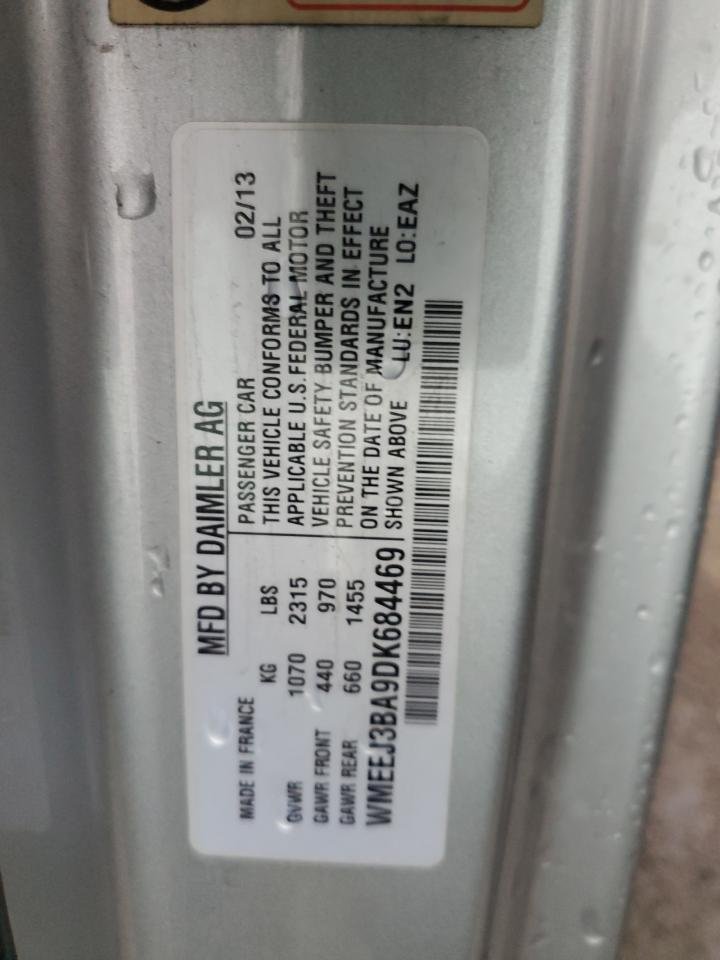 MFD BY DAIMLER AG
MADE IN FRANCE
KG LBS
GVWR 1070 2315
GAWR FRONT 440 970
GAWR REAR 660 1455
PASSENGER CAR 02/13
THIS VEHICLE CONFORMS TO ALL
APPLICABLE U.S.FEDERAL MOTOR
VEHICLE SAFETY BUMPER AND THEFT
PREVENTION STANDARDS IN EFFECT
ON THE DATE OF MANUFACTURE
SHOWN ABOVE LU:EN2 LO:EAZ
WMEEJ3BA9DK684469